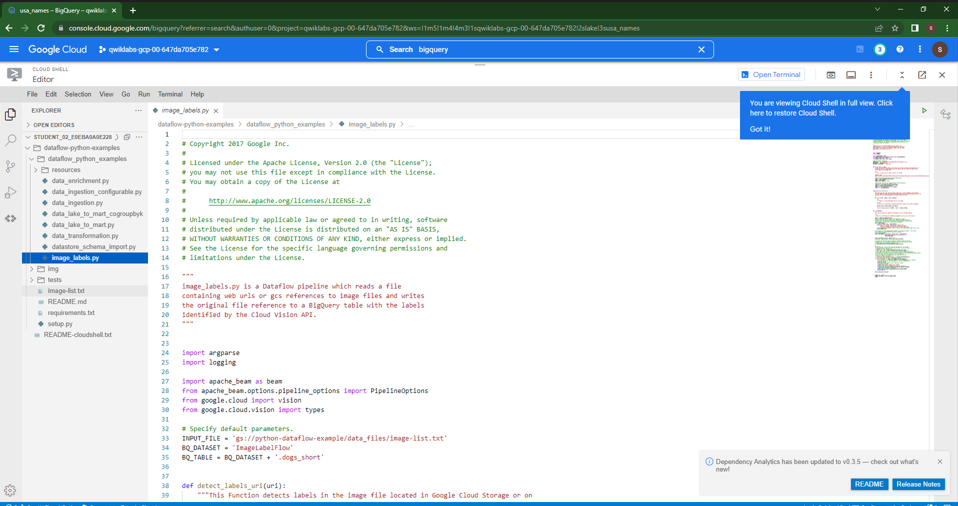 usa_names – BigQuery – qwiklabs
console.cloud.google.com/bigquery?referrer=search&authuser=0&project=qwiklabs-gcp-00-647da705e782&ws=!1m5!1m4!4m3!1sqwiklabs-gcp-00-647da705e782!2slake!3susa_names
Google Cloud
qwiklabs-gcp-00-647da705e782
Search bigquery
3
S
CLOUD SHELL
Editor
Open Terminal
File Edit Selection View Go Run Terminal Help
You are viewing Cloud Shell in full view. Click
here to restore Cloud Shell.
Got it!
EXPLORER
OPEN EDITORS
dataflow-python-examples
dataflow_python_examples
resources
data_enrichment.py
data_ingestion_configurable.py
data_ingestion.py
data_lake_to_mart_cogroupbyk
data_lake_to_mart.py
data_transformation.py
datastore_schema_import.py
image_labels.py
img
tests
image-list.txt
README.md
requirements.txt
setup.py
README-cloudshell.txt
image_labels.py
dataflow-python-examples > dataflow_python_examples > image_labels.py > ...
1
2 # Copyright 2017 Google Inc.
3 #
4 # Licensed under the Apache License, Version 2.0 (the "License");
5 # you may not use this file except in compliance with the License.
6 # You may obtain a copy of the License at
7 #
8 # http://www.apache.org/licenses/LICENSE-2.0
9 #
10 # Unless required by applicable law or agreed to in writing, software
11 # distributed under the License is distributed on an "AS IS" BASIS,
12 # WITHOUT WARRANTIES OR CONDITIONS OF ANY KIND, either express or implied.
13 # See the License for the specific language governing permissions and
14 # limitations under the License.
15
16 """
17 image_labels.py is a Dataflow pipeline which reads a file
18 containing web urls or gcs references to image files and writes
19 the original file reference to a BigQuery table with the labels
20 identified by the Cloud Vision API.
21 """
22
23
24 import argparse
25 import logging
26
27 import apache_beam as beam
28 from apache_beam.options.pipeline_options import PipelineOptions
29 from google.cloud import vision
30 from google.cloud.vision import types
31
32 # Specify default parameters.
33 INPUT_FILE = 'gs://python-dataflow-example/data_files/image-list.txt'
34 BQ_DATASET = 'ImageLabelFlow'
35 BQ_TABLE = BQ_DATASET + '.dogs_short'
36
37
38 def detect_labels_uri(uri):
39 """This Function detects labels in the image file located in Google Cloud Storage or on
Dependency Analytics has been updated to v0.3.5 — check out what's
new!
README
Release Notes